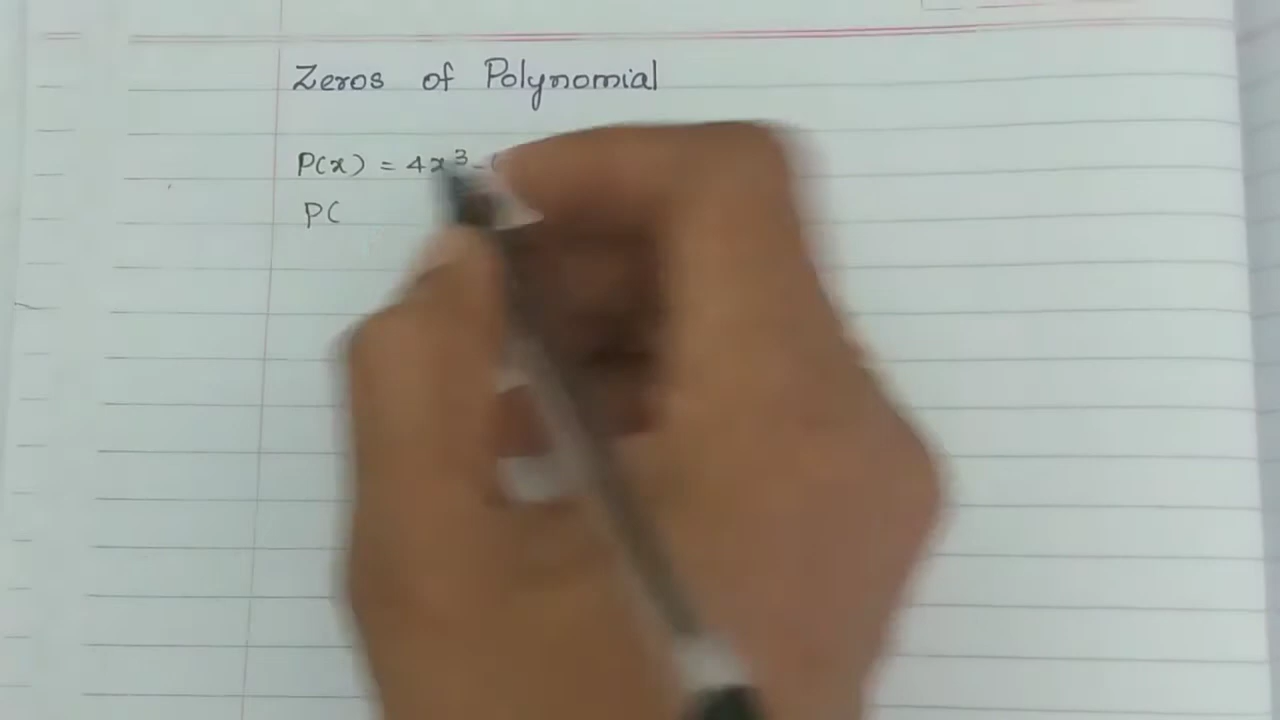 Zeros of Polynomial
P(x) = 4x³ -
P(